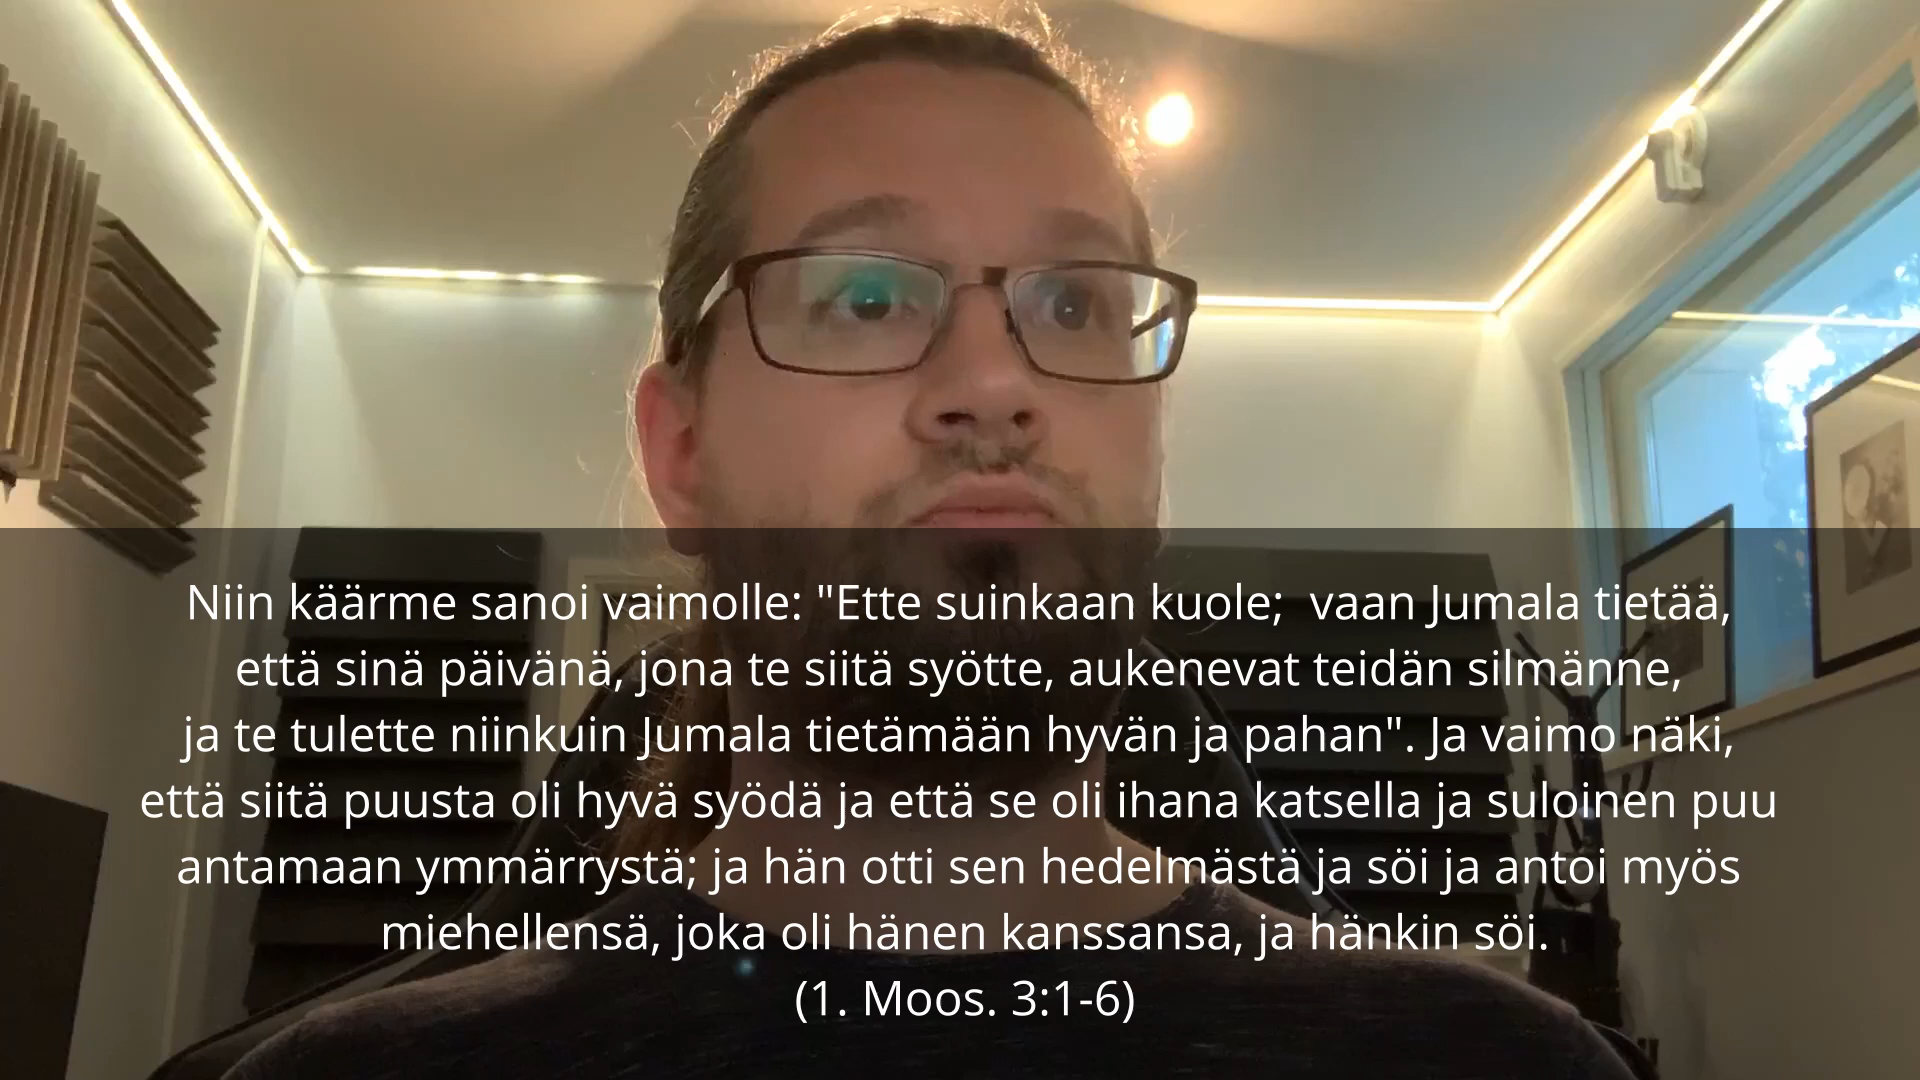 Niin käärme sanoi vaimolle: "Ette suinkaan kuole;  vaan Jumala tietää,
että sinä päivänä, jona te siitä syötte, aukenevat teidän silmänne,
ja te tulette niinkuin Jumala tietämään hyvän ja pahan". Ja vaimo näki,
että siitä puusta oli hyvä syödä ja että se oli ihana katsella ja suloinen puu
antamaan ymmärrystä; ja hän otti sen hedelmästä ja söi ja antoi myös
miehellensä, joka oli hänen kanssansa, ja hänkin söi.
(1. Moos. 3:1-6)